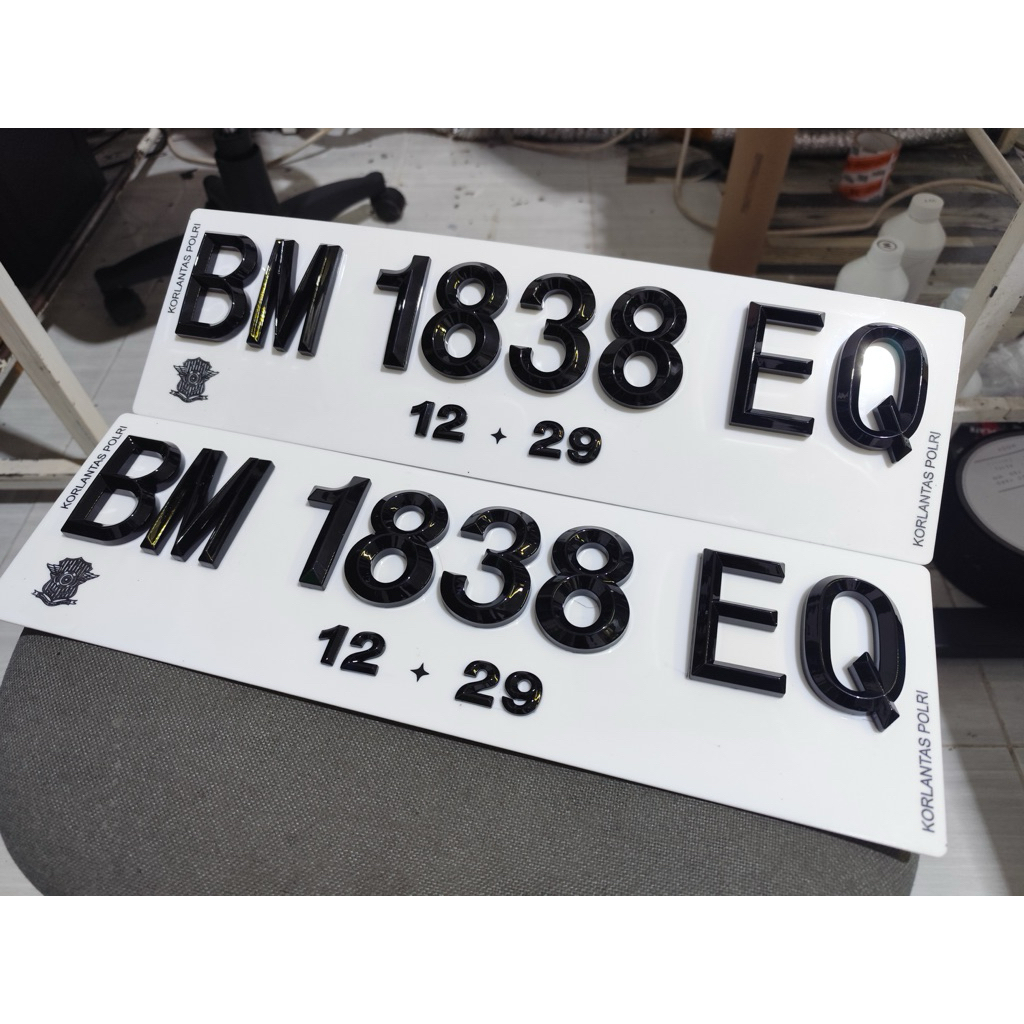 KORLANTAS POLRI
BM 1838 EQ
12 ✦ 29
KORLANTAS POLRI
KORLANTAS POLRI
BM 1838 EQ
12 ✦ 29
KORLANTAS POLRI